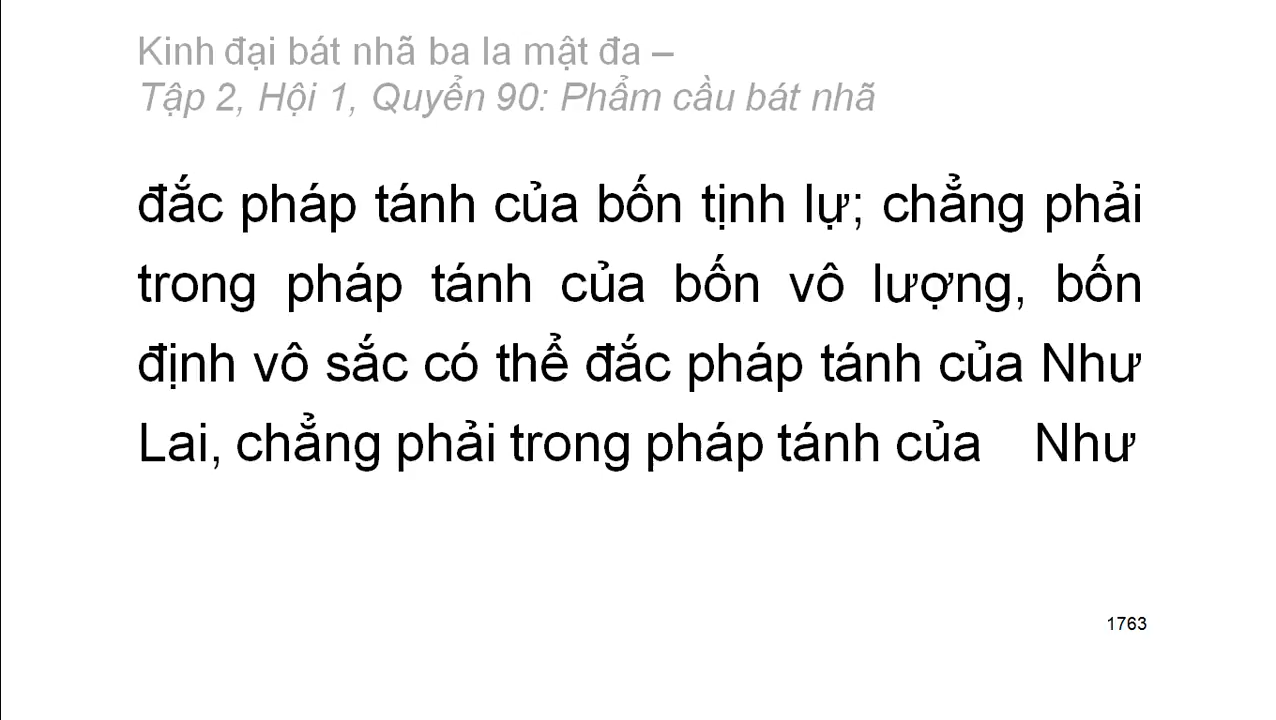 Kinh đại bát nhã ba la mật đa –
Tập 2, Hội 1, Quyển 90: Phẩm cầu bát nhã
đắc pháp tánh của bốn tịnh lự; chẳng phải
trong pháp tánh của bốn vô lượng, bốn
định vô sắc có thể đắc pháp tánh của Như
Lai, chẳng phải trong pháp tánh của Như
1763